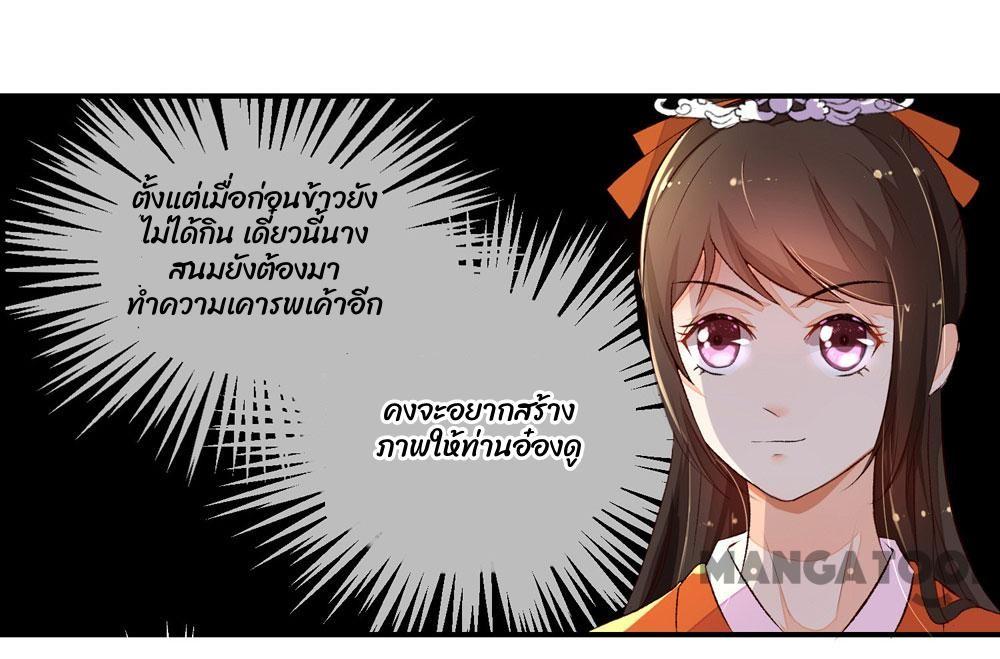 ตั้งแต่เมื่อก่อนข้าวยัง
ไม่ได้กิน เดี๋ยวนี้นาง
สนมยังต้องมา
ทำความเคารพเค้าอีก
คงจะอยากสร้าง
ภาพให้ท่านอ๋องดู
MANGATOON